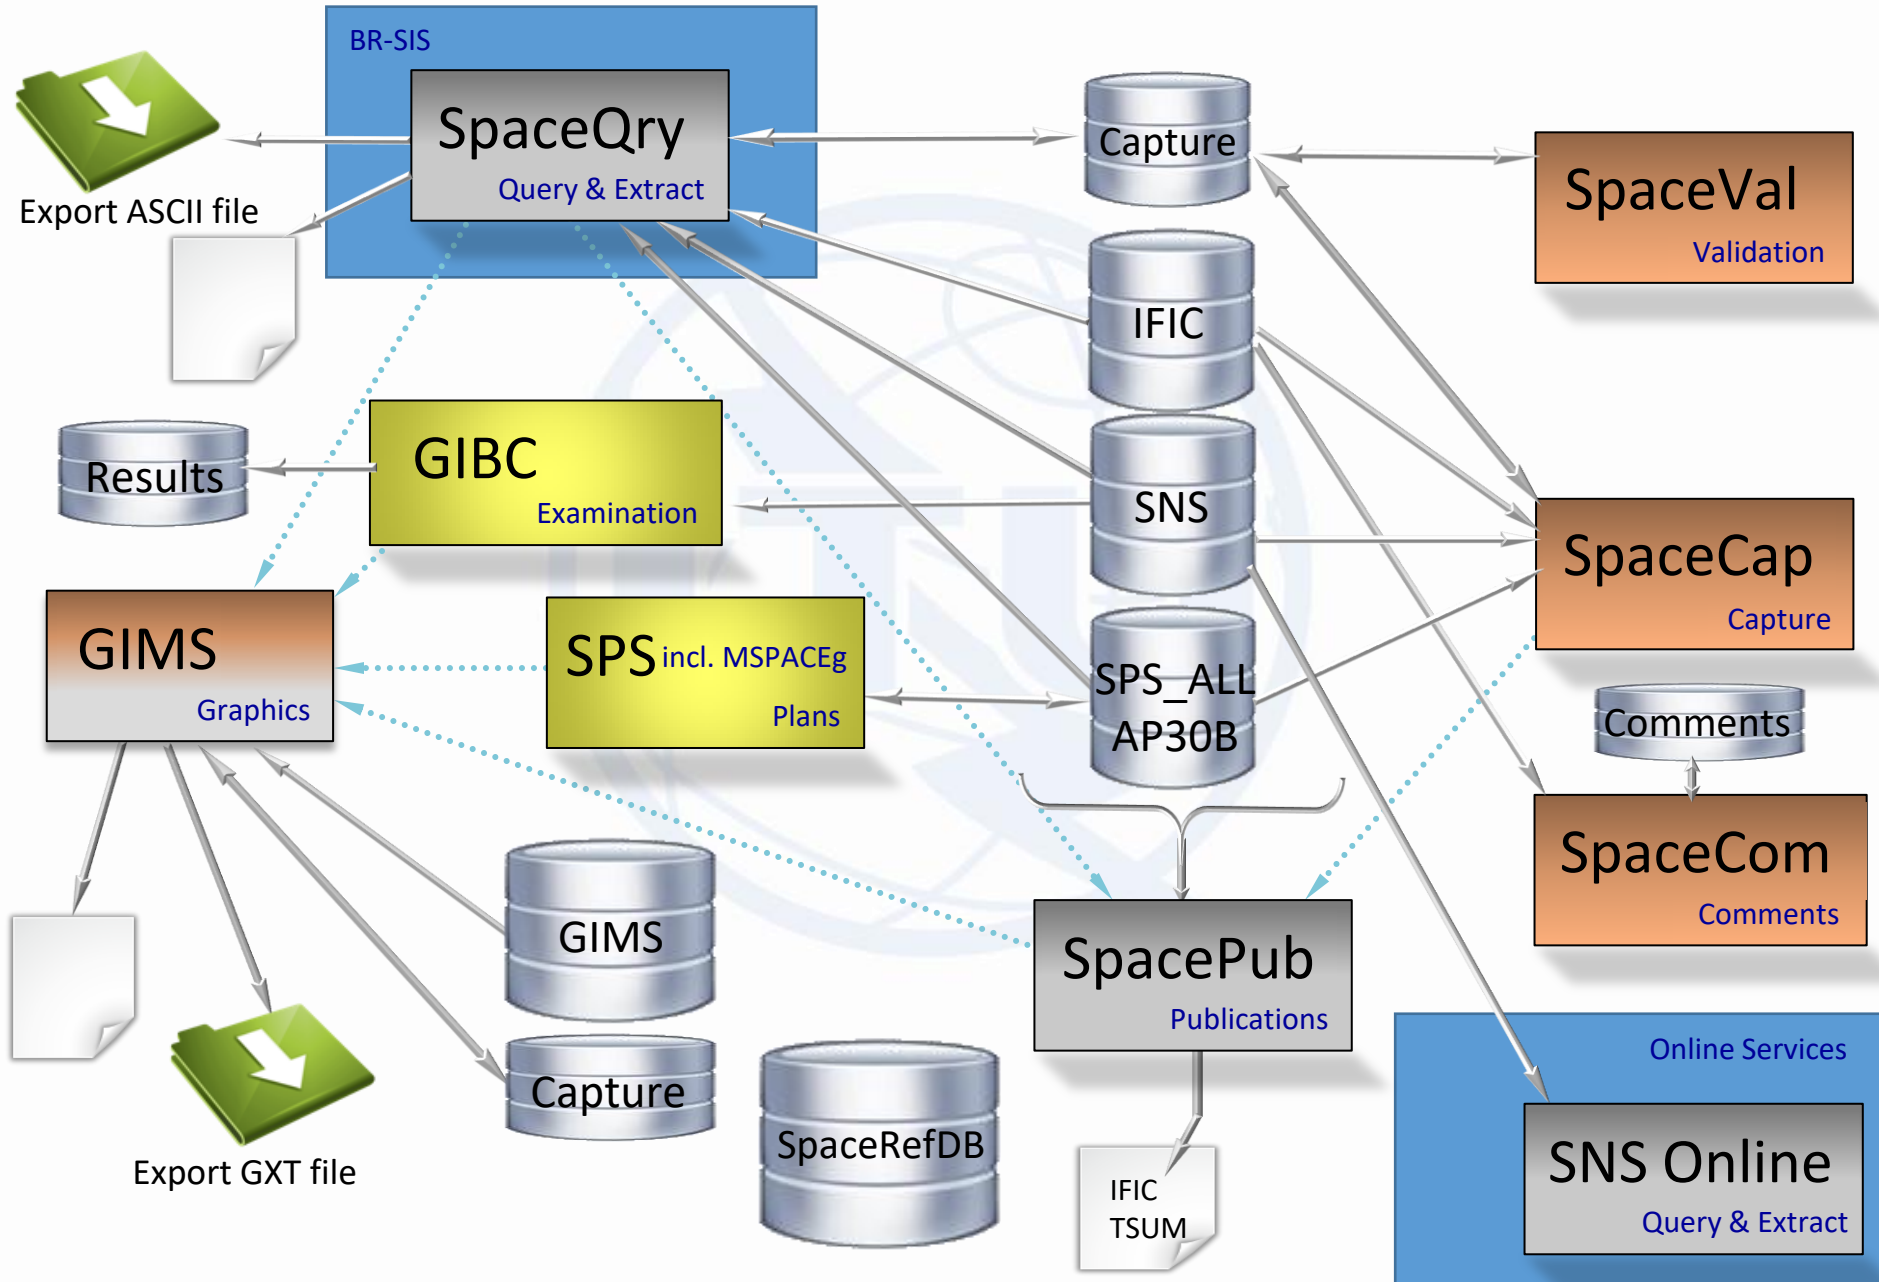 BR-SIS
SpaceQry
Query & Extract
Export ASCII file
Capture
SpaceVal
Validation
IFIC
Results
GIBC
Examination
SNS
SpaceCap
Capture
GIMS
Graphics
SPS incl. MSPACEg
Plans
SPS_ALL
AP30B
Comments
SpaceCom
Comments
GIMS
SpacePub
Publications
Capture
SpaceRefDB
Export GXT file
IFIC
TSUM
Online Services
SNS Online
Query & Extract
ITU